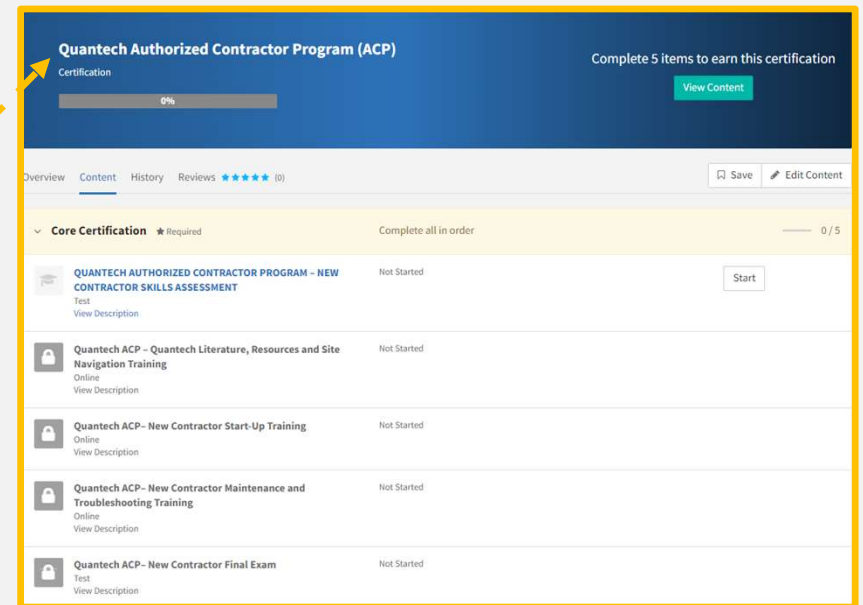 Quantech Authorized Contractor Program (ACP)
Certification
0%
Complete 5 items to earn this certification
View Content
Overview Content History Reviews ★★★★★ (0)
Save Edit Content
Core Certification ★ Required Complete all in order 0 / 5
QUANTECH AUTHORIZED CONTRACTOR PROGRAM – NEW
CONTRACTOR SKILLS ASSESSMENT
Test
View Description
Not Started
Start
Quantech ACP – Quantech Literature, Resources and Site
Navigation Training
Online
View Description
Not Started
Quantech ACP– New Contractor Start-Up Training
Online
View Description
Not Started
Quantech ACP– New Contractor Maintenance and
Troubleshooting Training
Online
View Description
Not Started
Quantech ACP– New Contractor Final Exam
Test
View Description
Not Started